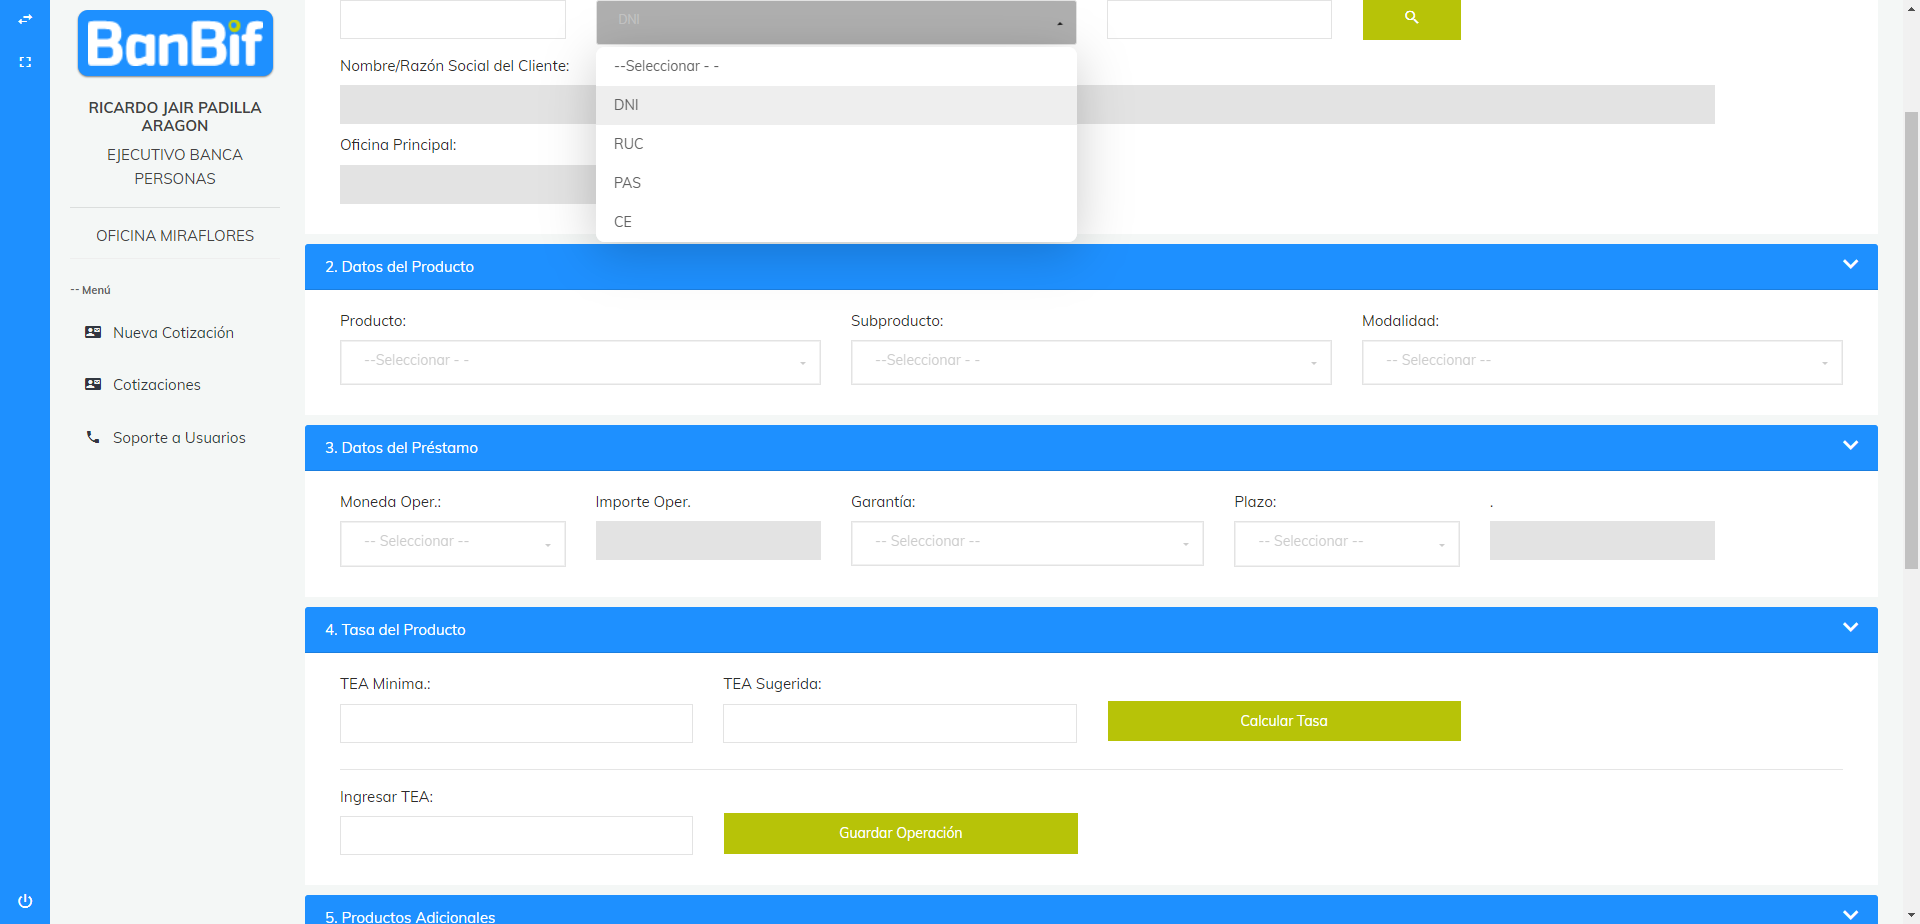 BanBif
RICARDO JAIR PADILLA
ARAGON
EJECUTIVO BANCA
PERSONAS
OFICINA MIRAFLORES
-- Menú
Nueva Cotización
Cotizaciones
Soporte a Usuarios
DNI
--Seleccionar - -
DNI
RUC
PAS
CE
Nombre/Razón Social del Cliente:
Oficina Principal:
2. Datos del Producto
Producto:
Subproducto:
Modalidad:
--Seleccionar - -
--Seleccionar - -
-- Seleccionar --
3. Datos del Préstamo
Moneda Oper.:
Importe Oper.
Garantía:
Plazo:
.
-- Seleccionar --
-- Seleccionar --
-- Seleccionar --
4. Tasa del Producto
TEA Minima.:
TEA Sugerida:
Calcular Tasa
Ingresar TEA:
Guardar Operación
5. Productos Adicionales